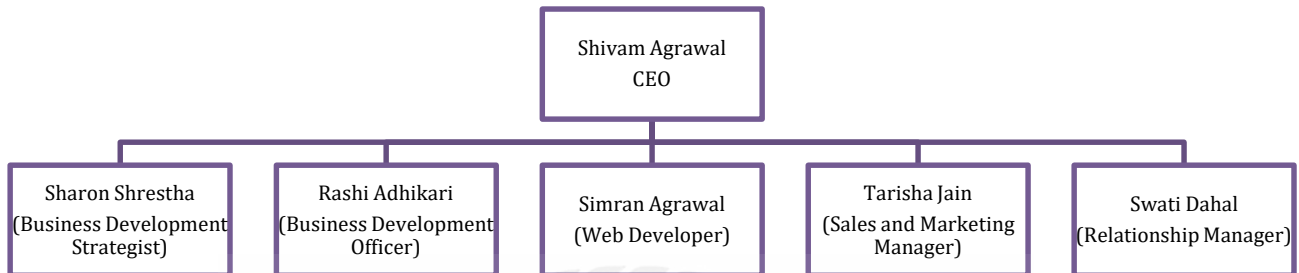 Shivam Agrawal
CEO
Sharon Shrestha
(Business Development
Strategist)
Rashi Adhikari
(Business Development
Officer)
Simran Agrawal
(Web Developer)
Tarisha Jain
(Sales and Marketing
Manager)
Swati Dahal
(Relationship Manager)